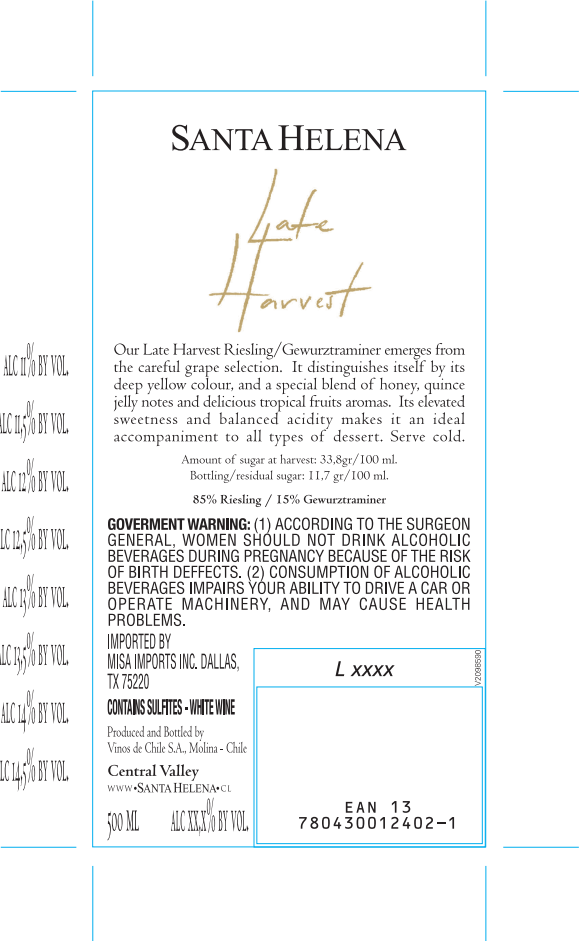 SANTA HELENA
Late
Harvest
Our Late Harvest Riesling/Gewurztraminer emerges from
the careful grape selection. It distinguishes itself by its
deep yellow colour, and a special blend of honey, quince
jelly notes and delicious tropical fruits aromas. Its elevated
sweetness and balanced acidity makes it an ideal
accompaniment to all types of dessert. Serve cold.
Amount of sugar at harvest: 33,8gr/100 ml.
Bottling/residual sugar: 11,7 gr/100 ml.
85% Riesling / 15% Gewurztraminer
GOVERMENT WARNING: (1) ACCORDING TO THE SURGEON
GENERAL, WOMEN SHOULD NOT DRINK ALCOHOLIC
BEVERAGES DURING PREGNANCY BECAUSE OF THE RISK
OF BIRTH DEFFECTS. (2) CONSUMPTION OF ALCOHOLIC
BEVERAGES IMPAIRS YOUR ABILITY TO DRIVE A CAR OR
OPERATE MACHINERY, AND MAY CAUSE HEALTH
PROBLEMS.
IMPORTED BY
MISA IMPORTS INC. DALLAS,
TX 75220
CONTAINS SULFITES - WHITE WINE
Produced and Bottled by
Vinos de Chile S.A., Molina - Chile
Central Valley
WWW•SANTA HELENA•CL
500 ML ALC XX,X% BY VOL.
L xxxx
V2098590
EAN 13
780430012402-1
ALC 11% BY VOL.
ALC 11,5% BY VOL.
ALC 12% BY VOL.
LC 12,5% BY VOL.
ALC 13% BY VOL.
LC 13,5% BY VOL.
ALC 14% BY VOL.
LC 14,5% BY VOL.